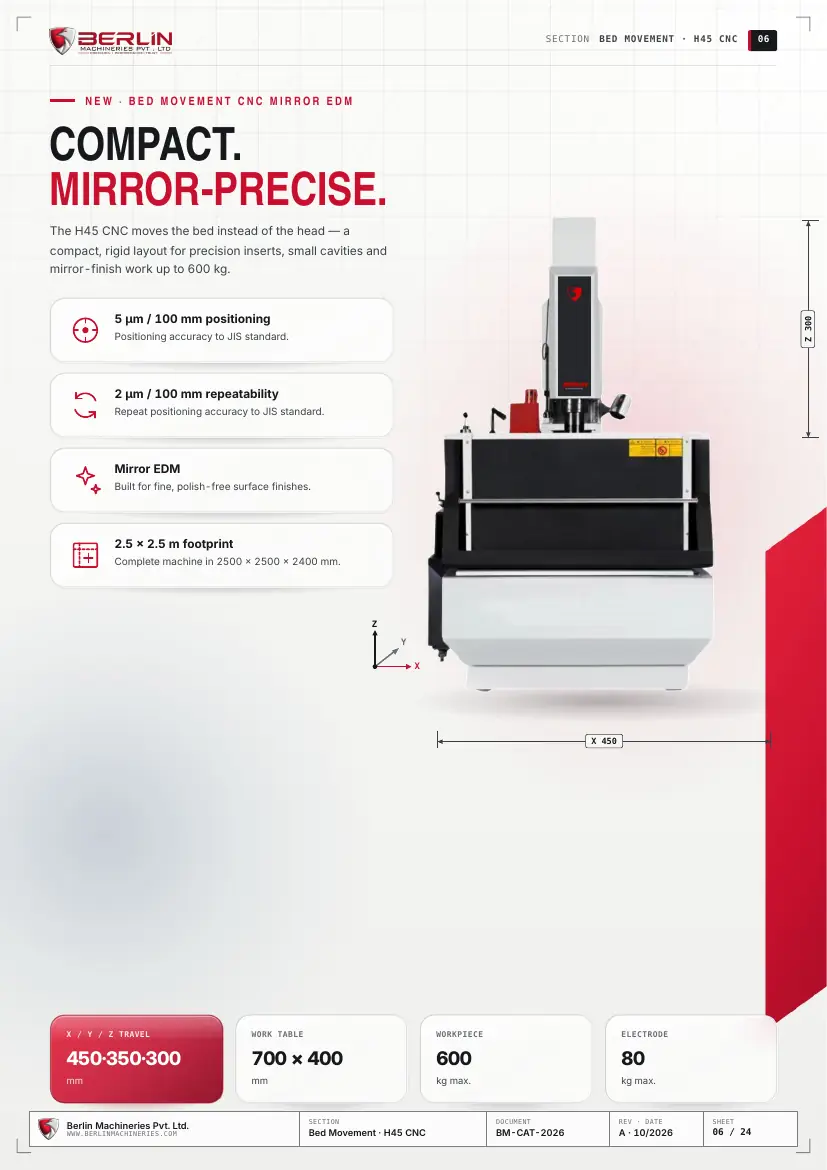 BERLIN
MACHINERIES PVT. LTD
SECTION BED MOVEMENT · H45 CNC 06
NEW · BED MOVEMENT CNC MIRROR EDM
COMPACT.
MIRROR-PRECISE.
The H45 CNC moves the bed instead of the head — a
compact, rigid layout for precision inserts, small cavities and
mirror-finish work up to 600 kg.
5 µm / 100 mm positioning
Positioning accuracy to JIS standard.
2 µm / 100 mm repeatability
Repeat positioning accuracy to JIS standard.
Mirror EDM
Built for fine, polish-free surface finishes.
2.5 × 2.5 m footprint
Complete machine in 2500 × 2500 × 2400 mm.
Z 300
Z
Y
X
X 450
X / Y / Z TRAVEL
450·350·300
mm
WORK TABLE
700 × 400
mm
WORKPIECE
600
kg max.
ELECTRODE
80
kg max.
Berlin Machineries Pvt. Ltd.
WWW.BERLINMACHINERIES.COM
SECTION
Bed Movement · H45 CNC
DOCUMENT
BM-CAT-2026
REV · DATE
A · 10/2026
SHEET
06 / 24